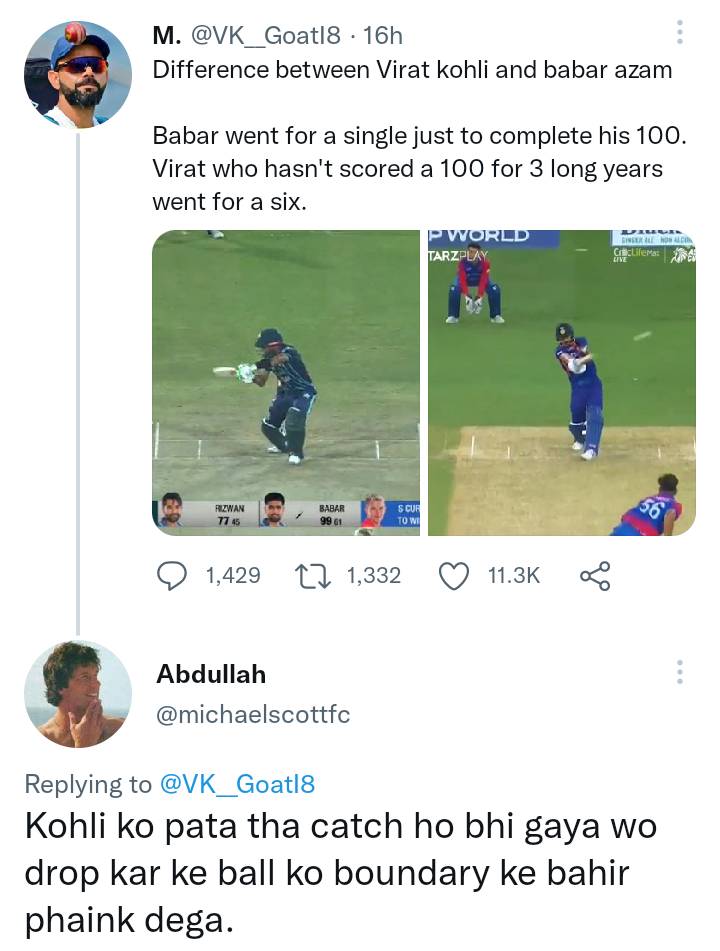 M. @VK__Goatl8 · 16h
Difference between Virat kohli and babar azam
Babar went for a single just to complete his 100.
Virat who hasn't scored a 100 for 3 long years
went for a six.
P WORLD
TARZPLAY
CricLifeMax
LIVE
RIZWAN
77 45
BABAR
99 61
S CUR
TO WI
56
1,429
1,332
11.3K
Abdullah
@michaelscottfc
Replying to @VK__Goatl8
Kohli ko pata tha catch ho bhi gaya wo
drop kar ke ball ko boundary ke bahir
phaink dega.